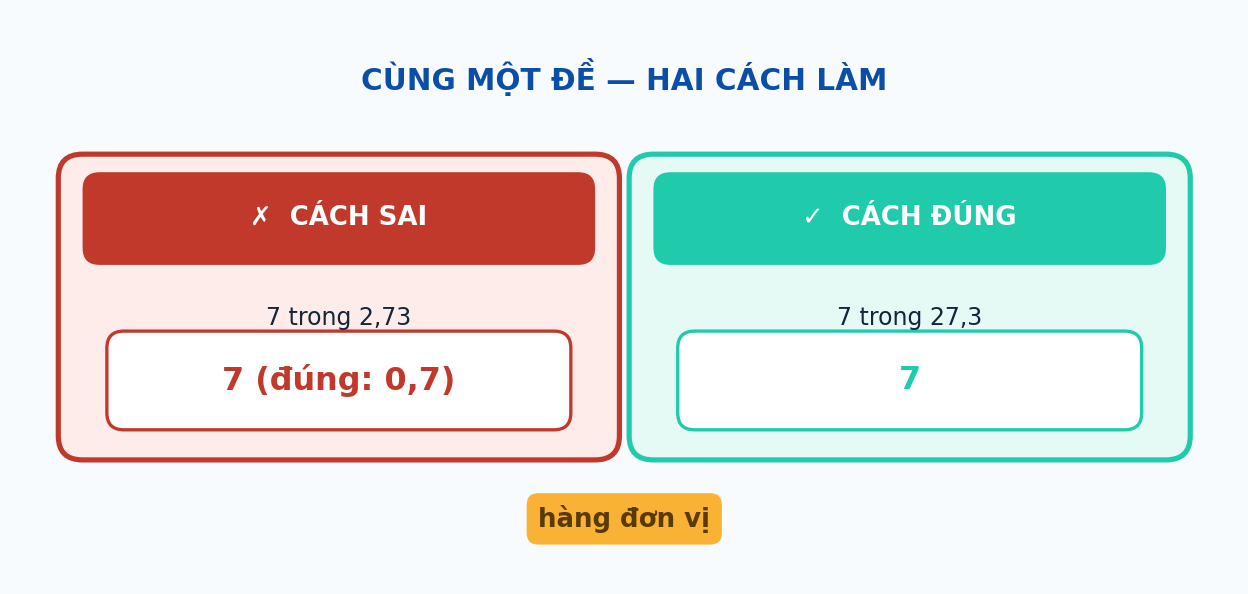 CÙNG MỘT ĐỀ — HAI CÁCH LÀM
✗ CÁCH SAI
7 trong 2,73
7 (đúng: 0,7)
✓ CÁCH ĐÚNG
7 trong 27,3
7
hàng đơn vị